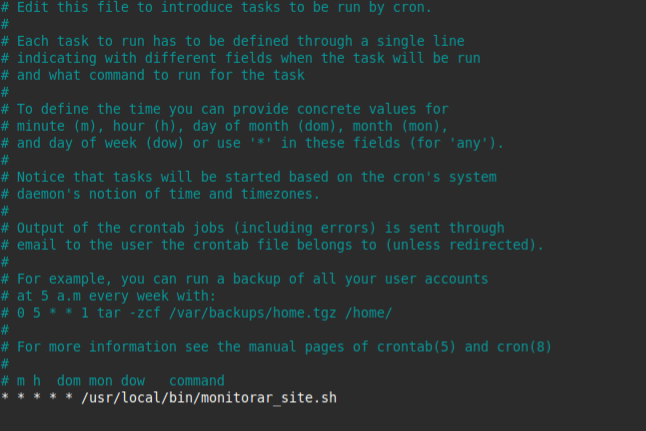 # Edit this file to introduce tasks to be run by cron.
#
# Each task to run has to be defined through a single line
# indicating with different fields when the task will be run
# and what command to run for the task
#
# To define the time you can provide concrete values for
# minute (m), hour (h), day of month (dom), month (mon),
# and day of week (dow) or use '*' in these fields (for 'any').
#
# Notice that tasks will be started based on the cron's system
# daemon's notion of time and timezones.
#
# Output of the crontab jobs (including errors) is sent through
# email to the user the crontab file belongs to (unless redirected).
#
# For example, you can run a backup of all your user accounts
# at 5 a.m every week with:
# 0 5 * * 1 tar -zcf /var/backups/home.tgz /home/
#
# For more information see the manual pages of crontab(5) and cron(8)
#
# m h  dom mon dow   command
* * * * * /usr/local/bin/monitorar_site.sh